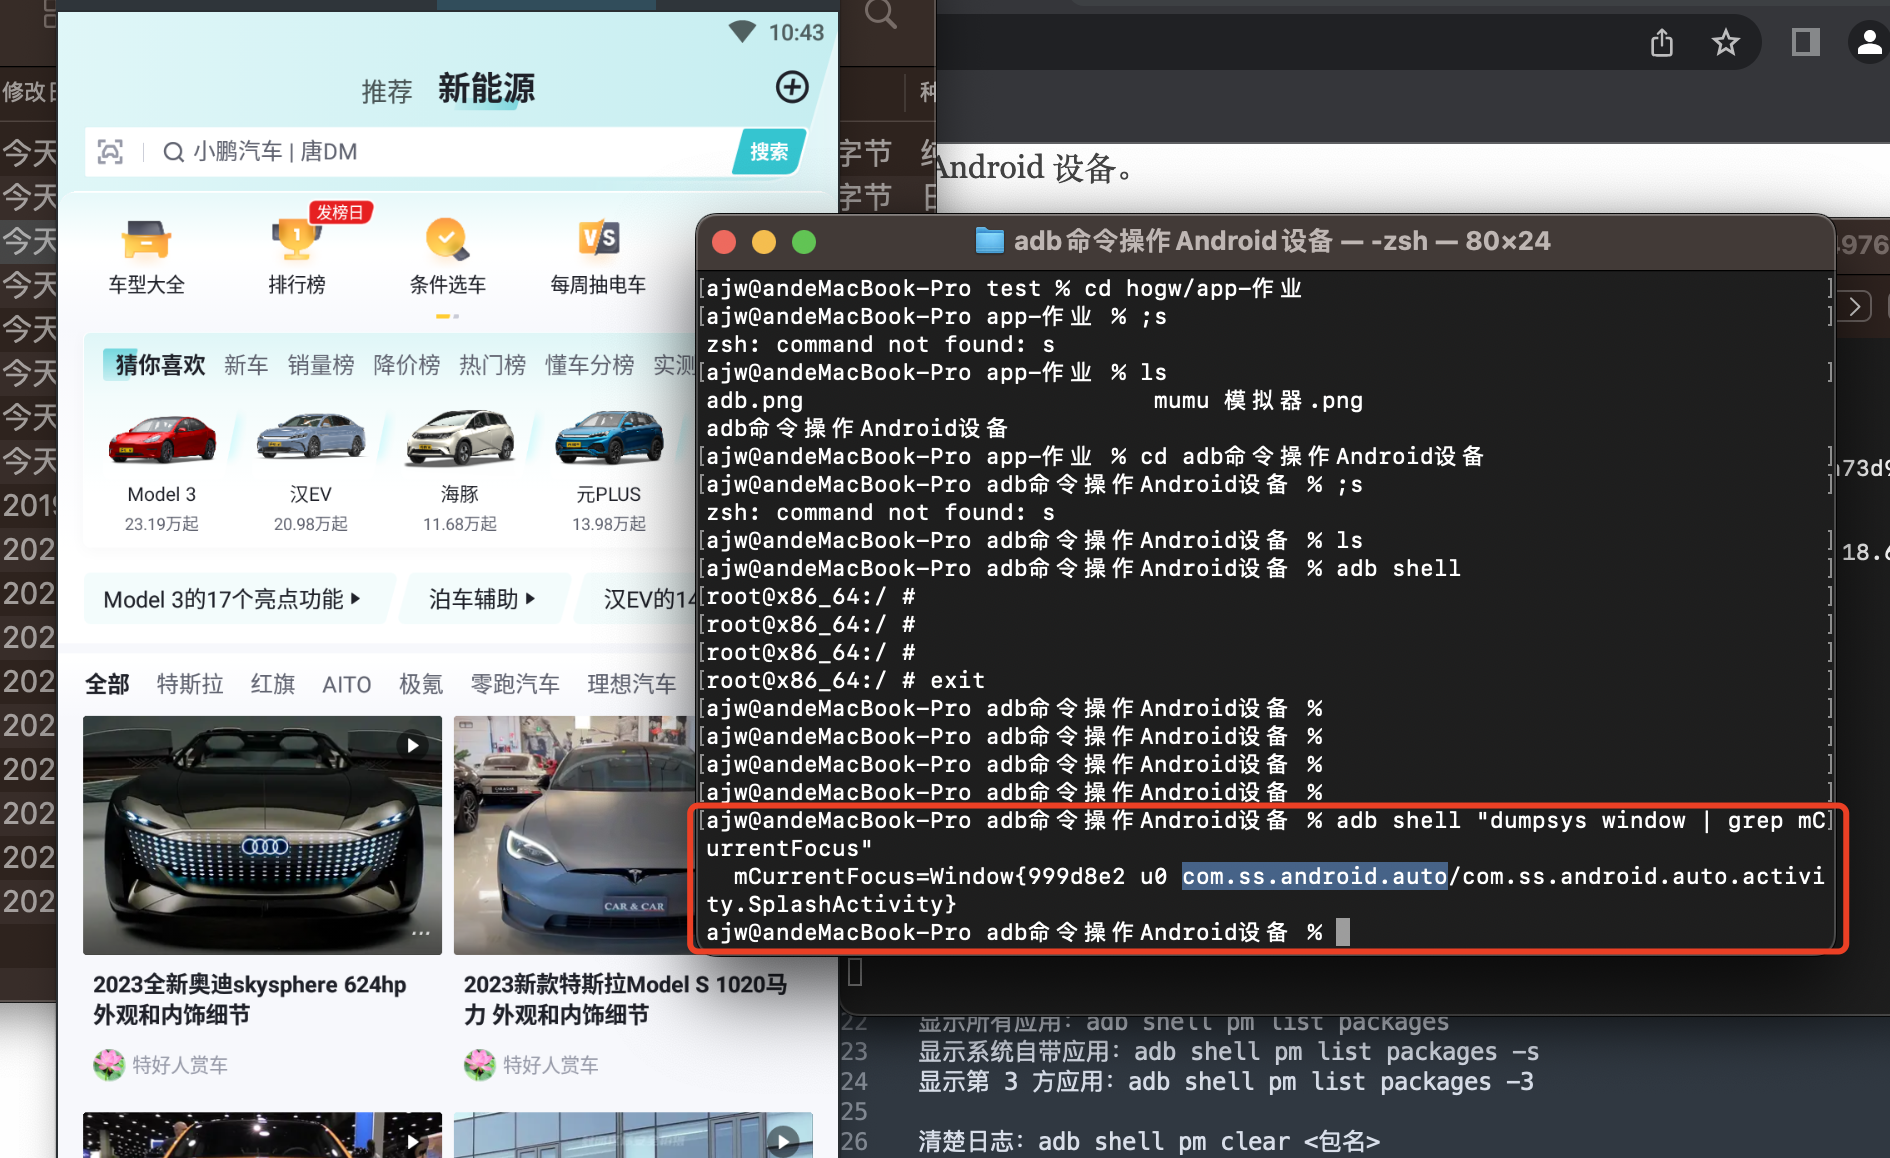 10:43
推荐 新能源
小鹏汽车 | 唐DM
搜索
发榜日
车型大全 排行榜 条件选车 每周抽电车
猜你喜欢 新车 销量榜 降价榜 热门榜 懂车分榜 实测
Model 3 汉EV 海豚 元PLUS
23.19万起 20.98万起 11.68万起 13.98万起
Model 3的17个亮点功能 泊车辅助 汉EV的14
全部 特斯拉 红旗 AITO 极氪 零跑汽车 理想汽车
CAR & CAR
2023全新奥迪skysphere 624hp
外观和内饰细节
特好人赏车
2023新款特斯拉Model S 1020马
力 外观和内饰细节
特好人赏车
修改日
今天
今天
今天
今天
今天
今天
今天
今天
2019
202
202
202
202
202
202
202
202
202
字节
字节
Android 设备。
adb命令操作Android设备 — -zsh — 80×24
ajw@andeMacBook-Pro test % cd hogw/app-作业
ajw@andeMacBook-Pro app-作业 % ;s
zsh: command not found: s
ajw@andeMacBook-Pro app-作业 % ls
adb.png mumu 模拟器.png
adb命令操作Android设备
ajw@andeMacBook-Pro app-作业 % cd adb命令操作Android设备
ajw@andeMacBook-Pro adb命令操作Android设备 % ;s
zsh: command not found: s
ajw@andeMacBook-Pro adb命令操作Android设备 % ls
ajw@andeMacBook-Pro adb命令操作Android设备 % adb shell
root@x86_64:/ #
root@x86_64:/ #
root@x86_64:/ #
root@x86_64:/ # exit
ajw@andeMacBook-Pro adb命令操作Android设备 %
ajw@andeMacBook-Pro adb命令操作Android设备 %
ajw@andeMacBook-Pro adb命令操作Android设备 %
ajw@andeMacBook-Pro adb命令操作Android设备 %
ajw@andeMacBook-Pro adb命令操作Android设备 % adb shell "dumpsys window | grep mC
urrentFocus"
mCurrentFocus=Window{999d8e2 u0 com.ss.android.auto/com.ss.android.auto.activi
ty.SplashActivity}
ajw@andeMacBook-Pro adb命令操作Android设备 %
4976
73d9
18.6
22 显示所有应用: adb shell pm list packages
23 显示系统自带应用: adb shell pm list packages -s
24 显示第 3 方应用: adb shell pm list packages -3
25
26 清楚日志: adb shell pm clear <包名>